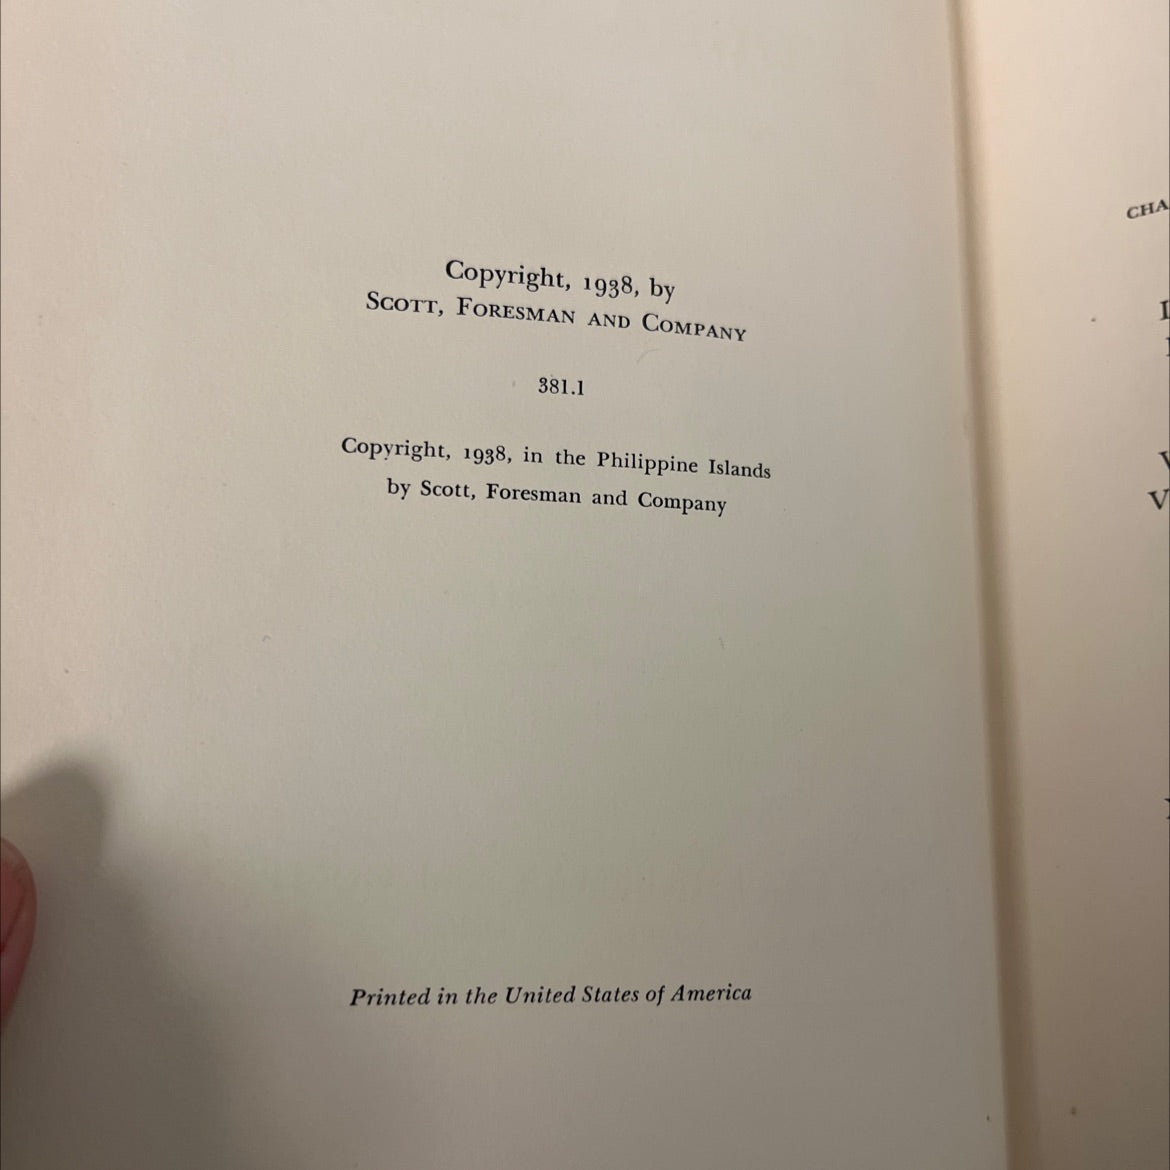 Copyright, 1938, by
SCOTT, FORESMAN AND COMPANY
381.1
Copyright, 1938, in the Philippine Islands
by Scott, Foresman and Company
Printed in the United States of America
CHA
V